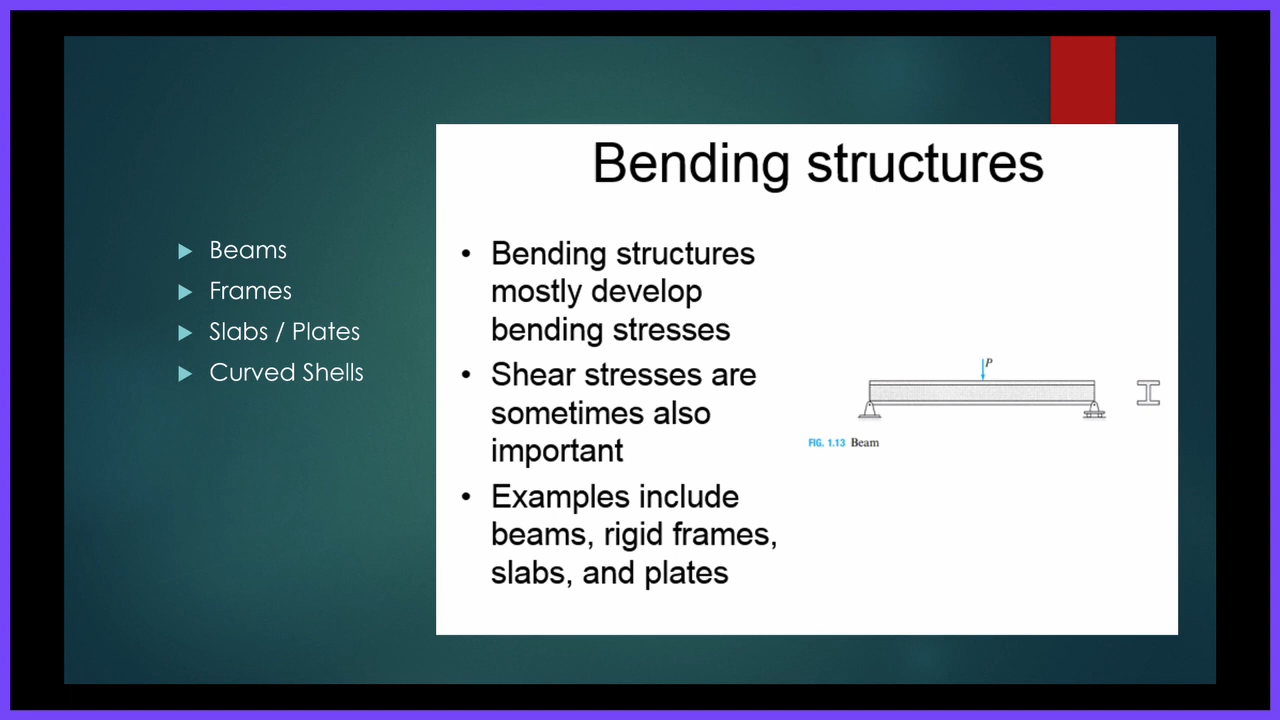 Beams
Frames
Slabs / Plates
Curved Shells
Bending structures
• Bending structures
mostly develop
bending stresses
• Shear stresses are
sometimes also
important
• Examples include
beams, rigid frames,
slabs, and plates
P
FIG. 1.13 Beam